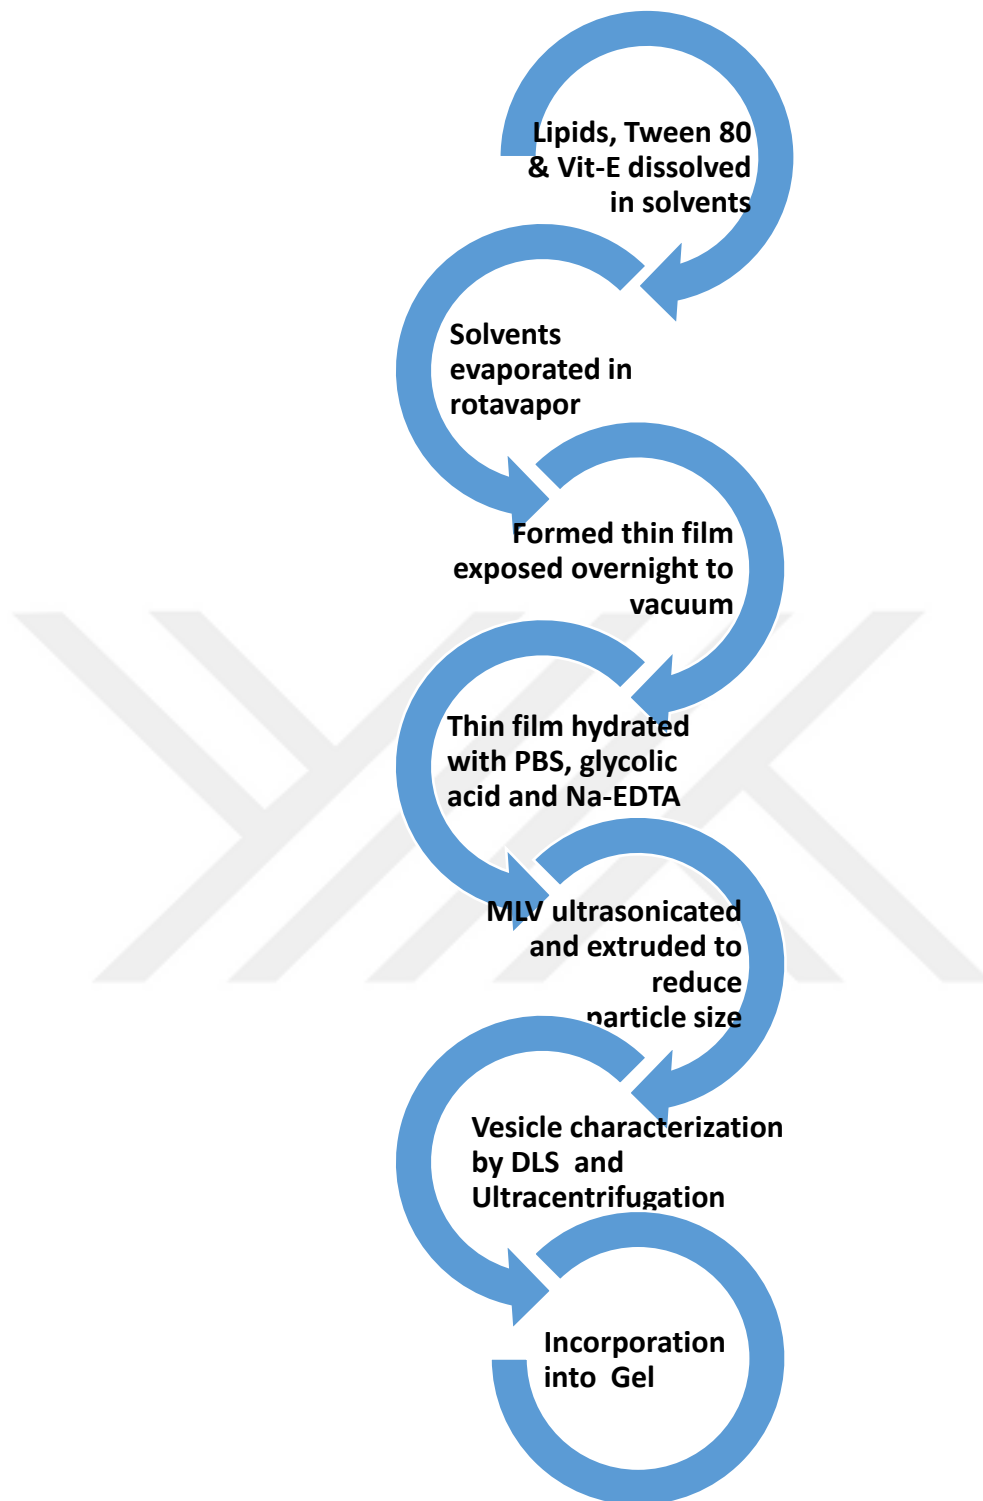 Lipids, Tween 80
& Vit-E dissolved
in solvents
Solvents
evaporated in
rotavapor
Formed thin film
exposed overnight to
vacuum
Thin film hydrated
with PBS, glycolic
acid and Na-EDTA
MLV ultrasonicated
and extruded to
reduce
particle size
Vesicle characterization
by DLS and
Ultracentrifugation
Incorporation
into Gel